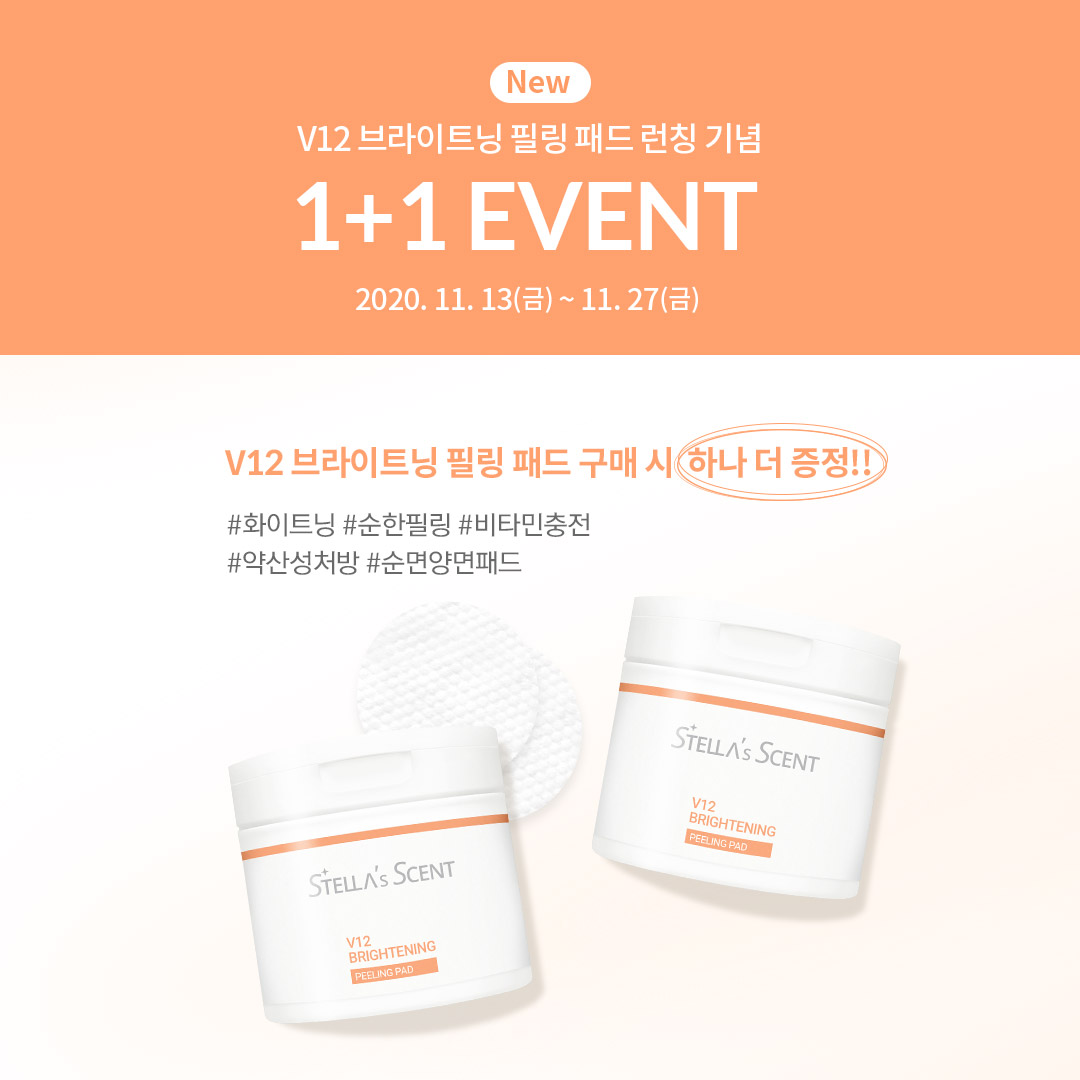 New
V12 브라이트닝 필링 패드 런칭 기념
1+1 EVENT
2020. 11. 13(금) ~ 11. 27(금)
V12 브라이트닝 필링 패드 구매 시 하나 더 증정!!
#화이트닝 #순한필링 #비타민충전
#약산성처방 #순면양면패드
STELLA's SCENT
V12
BRIGHTENING
PEELING PAD
STELLA's SCENT
V12
BRIGHTENING
PEELING PAD